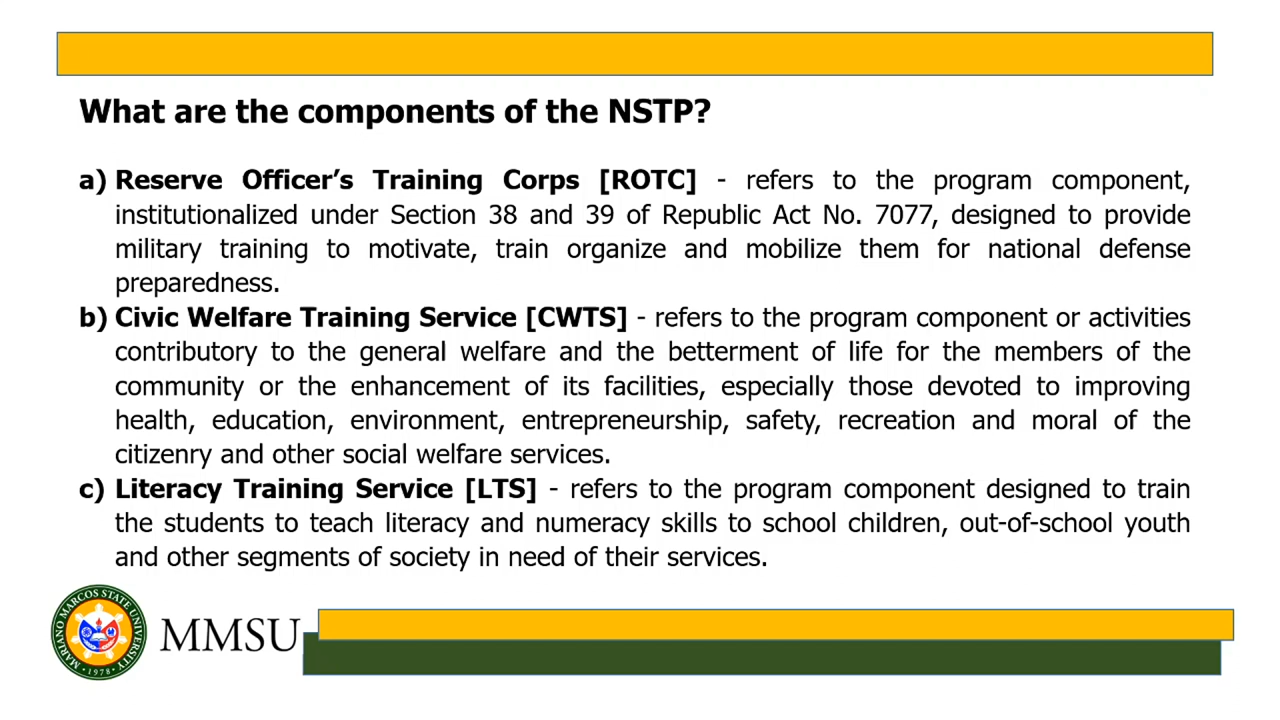 What are the components of the NSTP?
a) Reserve Officer’s Training Corps [ROTC] - refers to the program component,
institutionalized under Section 38 and 39 of Republic Act No. 7077, designed to provide
military training to motivate, train organize and mobilize them for national defense
preparedness.
b) Civic Welfare Training Service [CWTS] - refers to the program component or activities
contributory to the general welfare and the betterment of life for the members of the
community or the enhancement of its facilities, especially those devoted to improving
health, education, environment, entrepreneurship, safety, recreation and moral of the
citizenry and other social welfare services.
c) Literacy Training Service [LTS] - refers to the program component designed to train
the students to teach literacy and numeracy skills to school children, out-of-school youth
and other segments of society in need of their services.
MARIANO MARCOS STATE UNIVERSITY
• 1978 •
MMSU